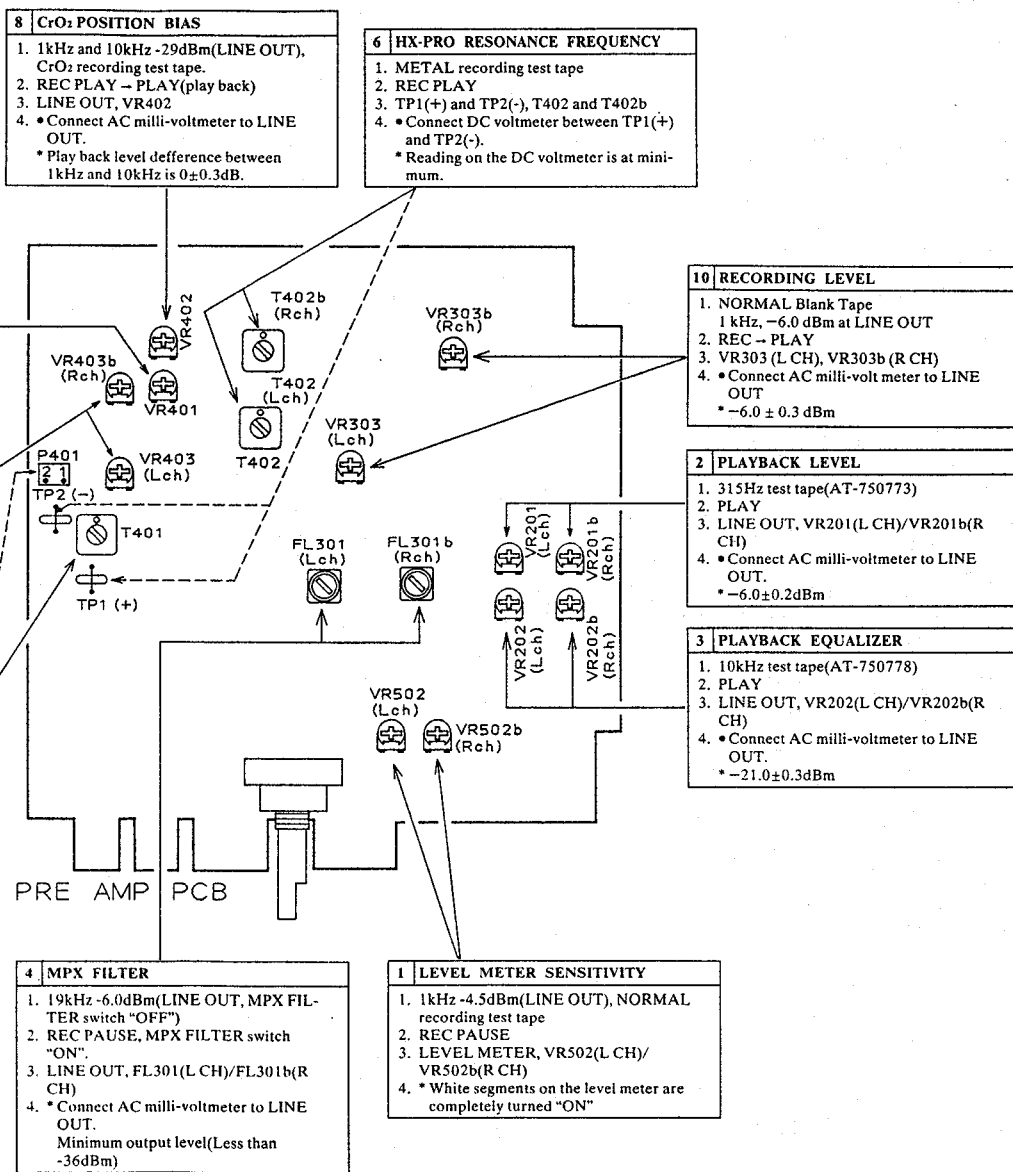 8 CrO2 POSITION BIAS
1. 1kHz and 10kHz -29dBm(LINE OUT),
CrO2 recording test tape.
2. REC PLAY → PLAY(play back)
3. LINE OUT, VR402
4. • Connect AC milli-voltmeter to LINE
OUT.
* Play back level defference between
1kHz and 10kHz is 0±0.3dB.
6 HX-PRO RESONANCE FREQUENCY
1. METAL recording test tape
2. REC PLAY
3. TP1(+) and TP2(-), T402 and T402b
4. • Connect DC voltmeter between TP1(+)
and TP2(-).
* Reading on the DC voltmeter is at mini-
mum.
10 RECORDING LEVEL
1. NORMAL Blank Tape
1 kHz, −6.0 dBm at LINE OUT
2. REC → PLAY
3. VR303 (L CH), VR303b (R CH)
4. • Connect AC milli-volt meter to LINE
OUT
* −6.0 ± 0.3 dBm
2 PLAYBACK LEVEL
1. 315Hz test tape(AT-750773)
2. PLAY
3. LINE OUT, VR201(L CH)/VR201b(R
CH)
4. • Connect AC milli-voltmeter to LINE
OUT.
* −6.0±0.2dBm
3 PLAYBACK EQUALIZER
1. 10kHz test tape(AT-750778)
2. PLAY
3. LINE OUT, VR202(L CH)/VR202b(R
CH)
4. • Connect AC milli-voltmeter to LINE
OUT.
* −21.0±0.3dBm
VR402
T402b
(Rch)
VR303b
(Rch)
VR403b
(Rch)
VR401
T402
(Lch)
T402
VR303
(Lch)
P401
2 1
VR403
(Lch)
TP2 (-)
T401
TP1 (+)
FL301
(Lch)
FL301b
(Rch)
VR201
(Lch)
VR201b
(Rch)
VR202
(Lch)
VR202b
(Rch)
VR502
(Lch)
VR502b
(Rch)
PRE AMP PCB
4 MPX FILTER
1. 19kHz -6.0dBm(LINE OUT, MPX FIL-
TER switch “OFF”)
2. REC PAUSE, MPX FILTER switch
“ON”.
3. LINE OUT, FL301(L CH)/FL301b(R
CH)
4. * Connect AC milli-voltmeter to LINE
OUT.
Minimum output level(Less than
-36dBm)
1 LEVEL METER SENSITIVITY
1. 1kHz -4.5dBm(LINE OUT), NORMAL
recording test tape
2. REC PAUSE
3. LEVEL METER, VR502(L CH)/
VR502b(R CH)
4. * White segments on the level meter are
completely turned “ON”